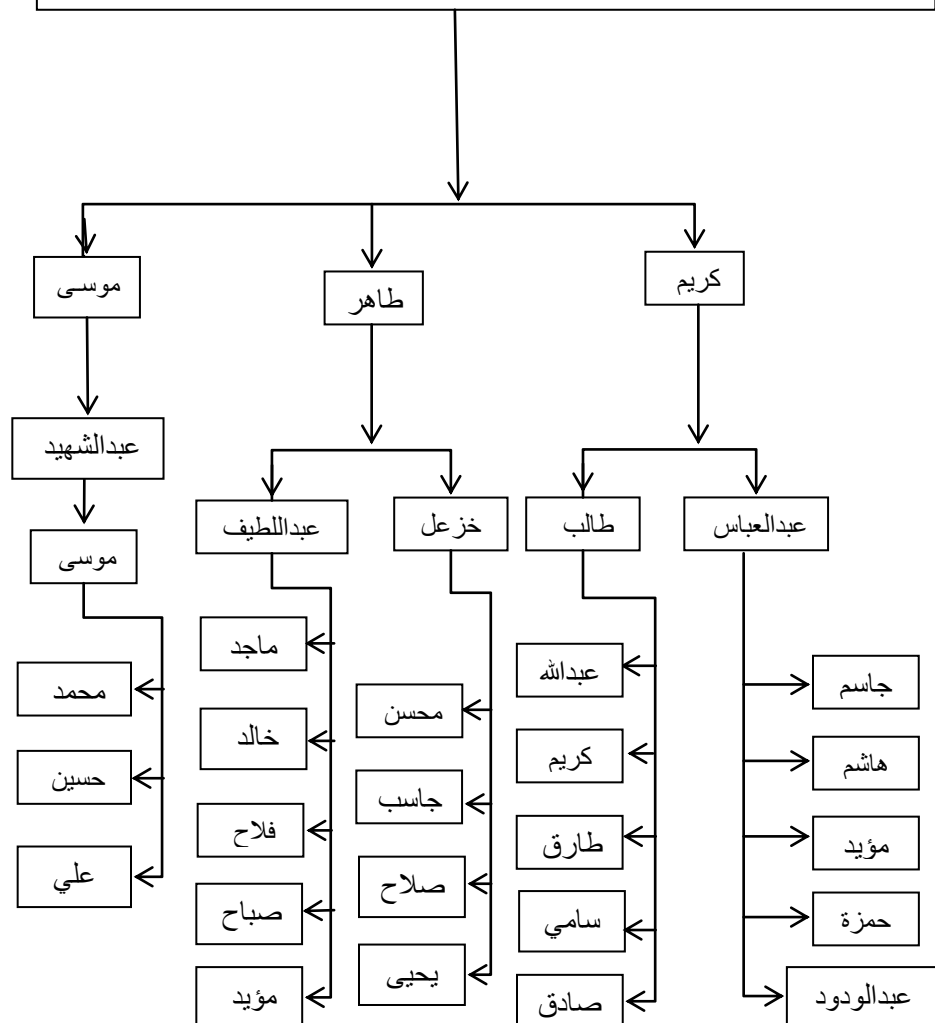 كريم
طاهر
موسى
عبدالشهيد
عبدالعباس
طالب
خزعل
عبداللطيف
موسى
جاسم
هاشم
مؤيد
حمزة
عبدالودود
عبدالله
كريم
طارق
سامي
صادق
محسن
جاسب
صلاح
يحيى
ماجد
خالد
فلاح
صباح
مؤيد
محمد
حسين
علي